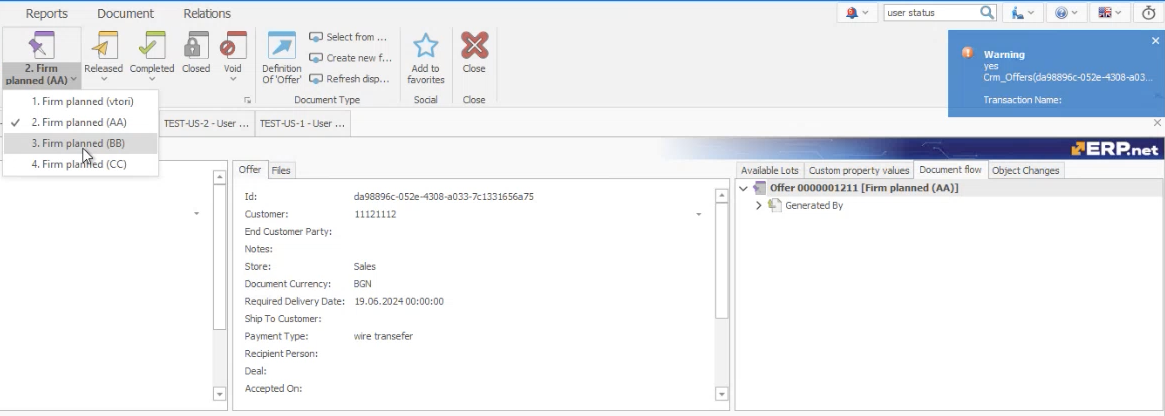 Reports Document Relations
user status
2. Firm
planned (AA)
Released
Completed
Closed
Void
Definition
Of 'Offer'
Select from ...
Create new f...
Refresh disp...
Document Type
Add to
favorites
Social
Close
Close
Warning
yes
Crm_Offers(da98896c-052e-4308-a03...
Transaction Name:
1. Firm planned (vtori)
2. Firm planned (AA)
3. Firm planned (BB)
4. Firm planned (CC)
TEST-US-2 - User ...
TEST-US-1 - User ...
ERP.net
Offer Files
Id: da98896c-052e-4308-a033-7c1331656a75
Customer: 11121112
End Customer Party:
Notes:
Store: Sales
Document Currency: BGN
Required Delivery Date: 19.06.2024 00:00:00
Ship To Customer:
Payment Type: wire transefer
Recipient Person:
Deal:
Accepted On:
Available Lots Custom property values Document flow Object Changes
Offer 0000001211 [Firm planned (AA)]
Generated By